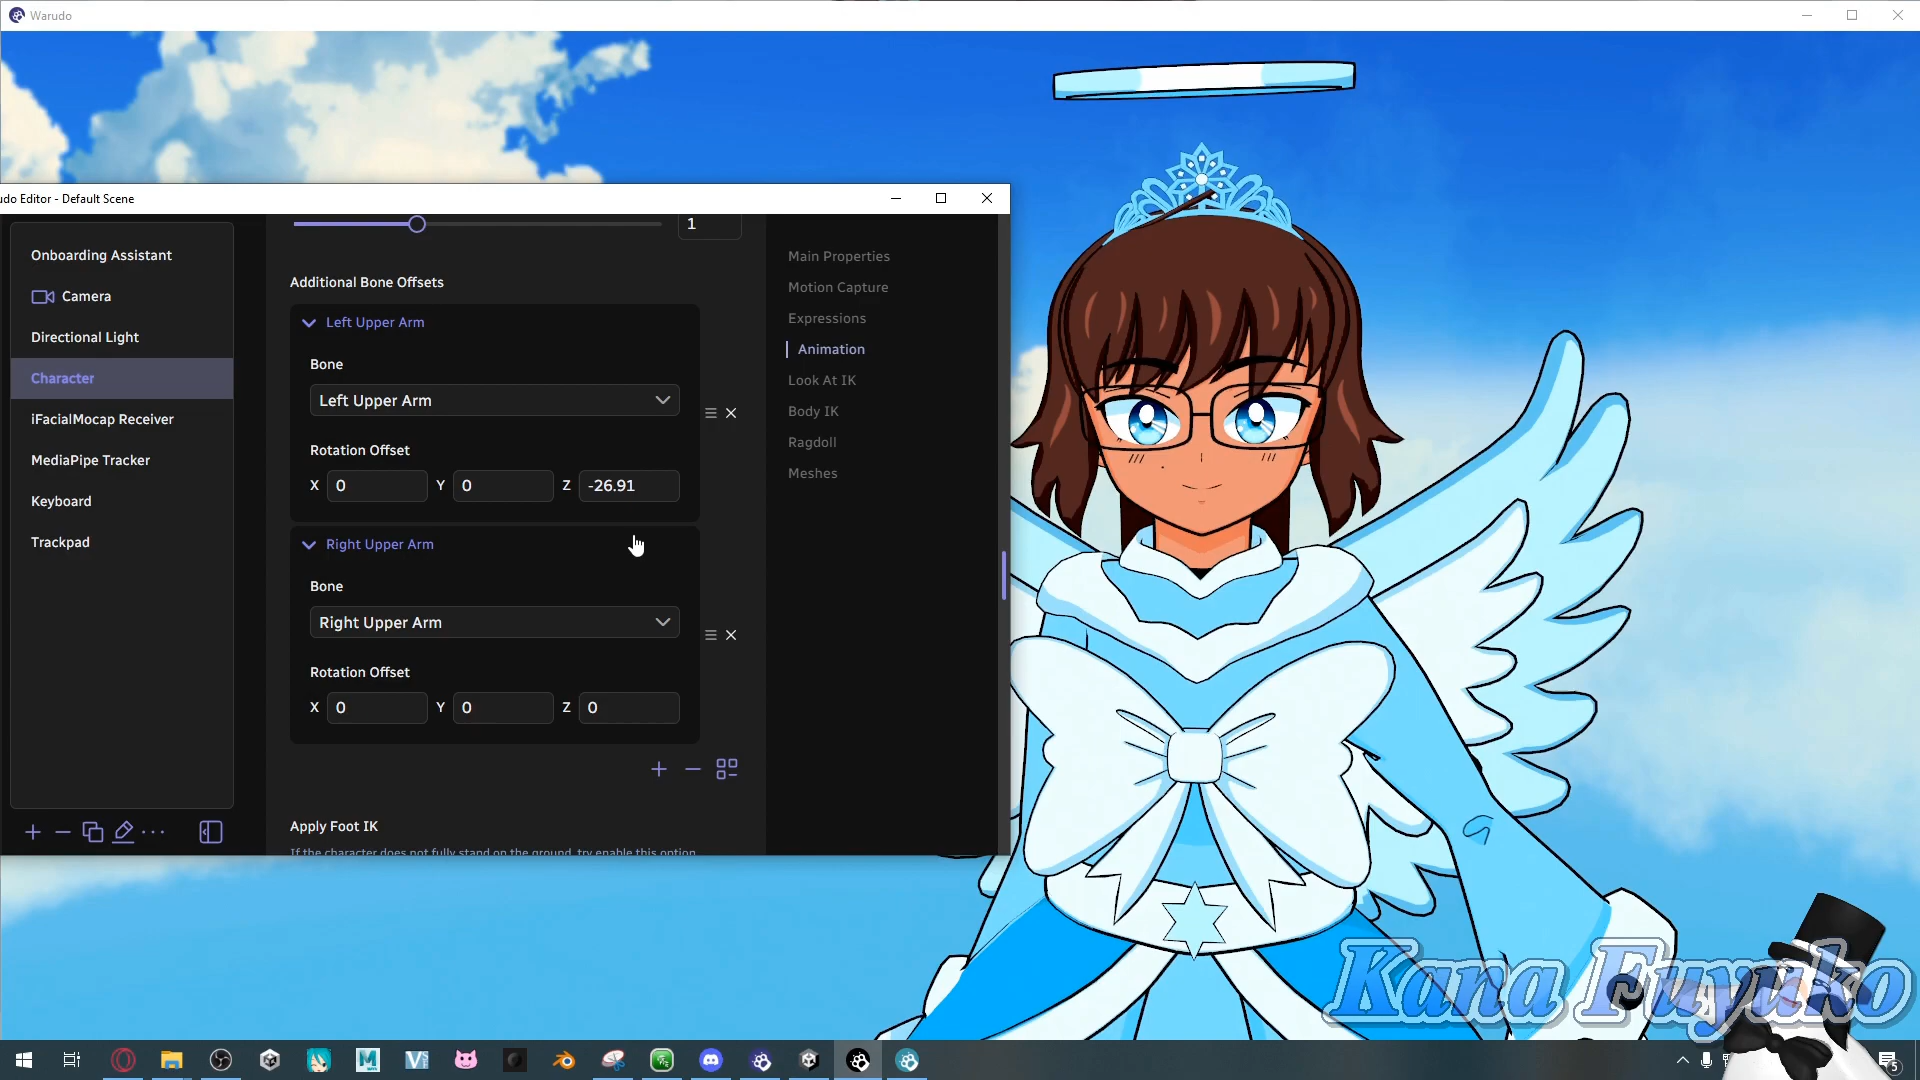 Warudo
udo Editor - Default Scene
Onboarding Assistant
Camera
Directional Light
Character
iFacialMocap Receiver
MediaPipe Tracker
Keyboard
Trackpad
1
Additional Bone Offsets
Left Upper Arm
Bone
Left Upper Arm
Rotation Offset
X 0 Y 0 Z -26.91
Right Upper Arm
Bone
Right Upper Arm
Rotation Offset
X 0 Y 0 Z 0
Apply Foot IK
If the character does not fully stand on the ground, try enable this option
Main Properties
Motion Capture
Expressions
Animation
Look At IK
Body IK
Ragdoll
Meshes
Kana Fuyuko
5